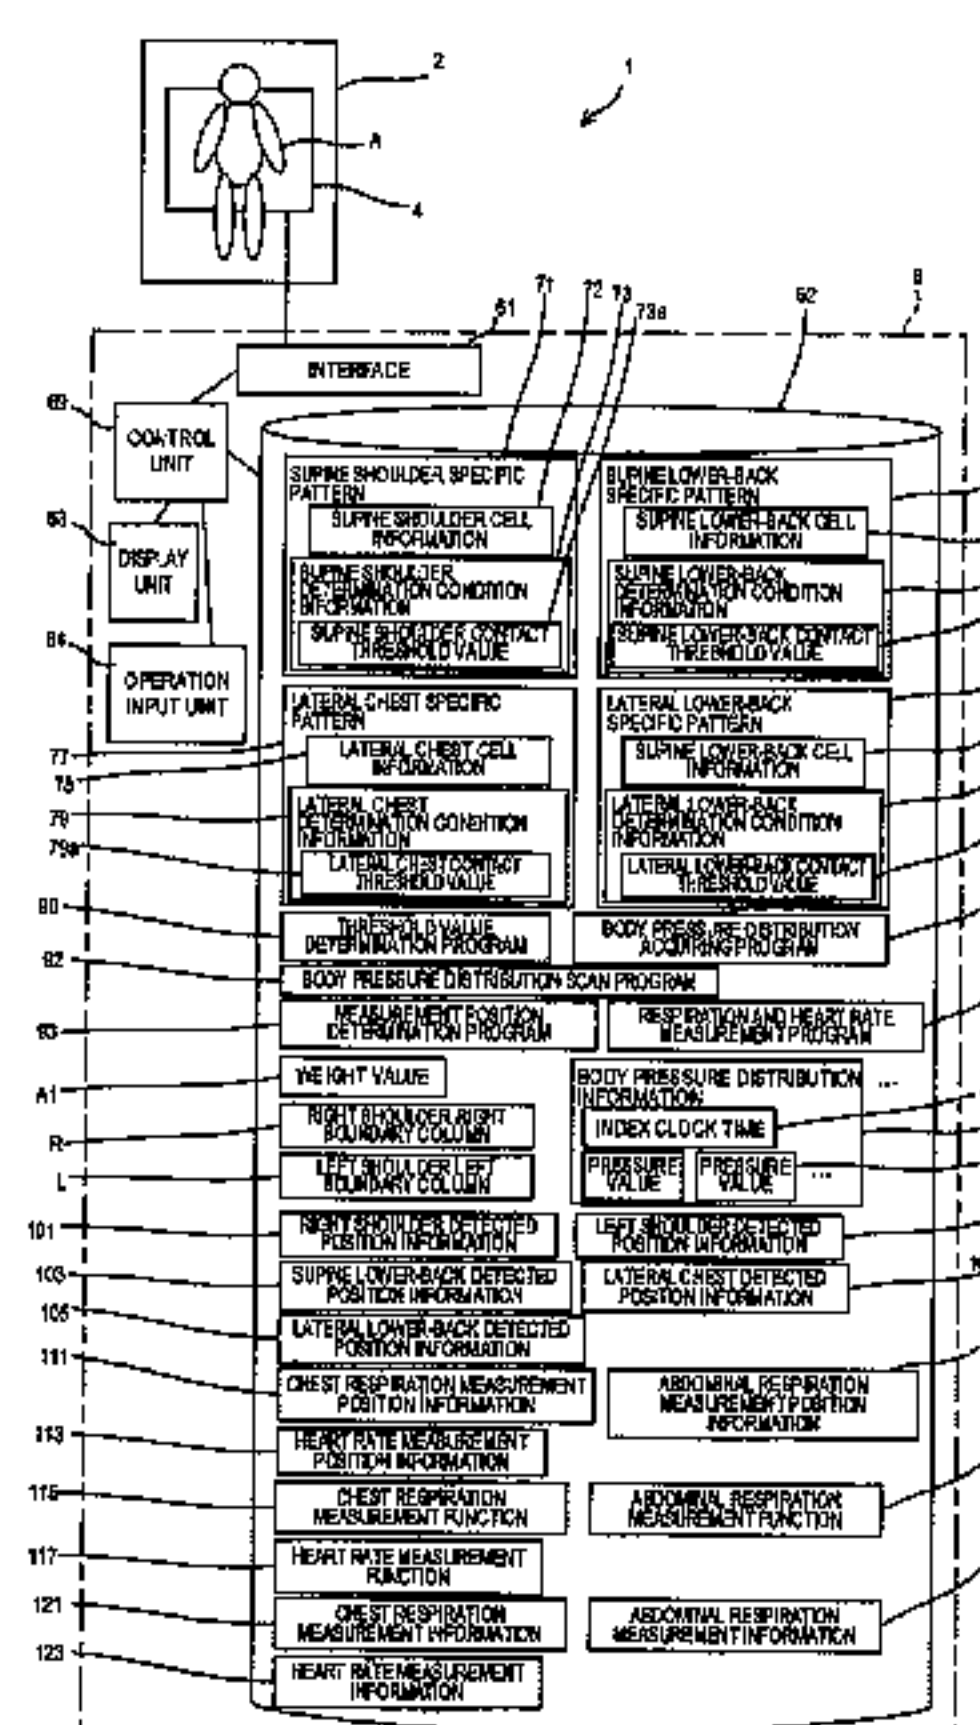 2
1
A
4
71
72
73
73a
62
61
INTERFACE
CONTROL
UNIT
DISPLAY
UNIT
OPERATION
INPUT UNIT
SUPINE SHOULDER SPECIFIC
PATTERN
SUPINE SHOULDER CELL
INFORMATION
SUPINE SHOULDER
DETERMINATION CONDITION
INFORMATION
SUPINE SHOULDER CONTACT
THRESHOLD VALUE
SUPINE LOWER-BACK
SPECIFIC PATTERN
SUPINE LOWER-BACK CELL
INFORMATION
SUPINE LOWER-BACK
DETERMINATION CONDITION
INFORMATION
SUPINE LOWER-BACK CONTACT
THRESHOLD VALUE
77
78
79
79a
LATERAL CHEST SPECIFIC
PATTERN
LATERAL CHEST CELL
INFORMATION
LATERAL CHEST
DETERMINATION CONDITION
INFORMATION
LATERAL CHEST CONTACT
THRESHOLD VALUE
LATERAL LOWER-BACK
SPECIFIC PATTERN
SUPINE LOWER-BACK CELL
INFORMATION
LATERAL LOWER-BACK
DETERMINATION CONDITION
INFORMATION
LATERAL LOWER-BACK CONTACT
THRESHOLD VALUE
THRESHOLD VALUE
DETERMINATION PROGRAM
BODY PRESSURE DISTRIBUTION
ACQUIRING PROGRAM
BODY PRESSURE DISTRIBUTION SCAN PROGRAM
93
MEASUREMENT POSITION
DETERMINATION PROGRAM
RESPIRATION AND HEART RATE
MEASUREMENT PROGRAM
A1
WEIGHT VALUE
R
RIGHT SHOULDER RIGHT
BOUNDARY COLUMN
L
LEFT SHOULDER LEFT
BOUNDARY COLUMN
BODY PRESSURE DISTRIBUTION ...
INFORMATION
INDEX CLOCK TIME
PRESSURE
VALUE
PRESSURE
VALUE
...
101
RIGHT SHOULDER DETECTED
POSITION INFORMATION
LEFT SHOULDER DETECTED
POSITION INFORMATION
103
SUPINE LOWER-BACK DETECTED
POSITION INFORMATION
LATERAL CHEST DETECTED
POSITION INFORMATION
105
LATERAL LOWER-BACK DETECTED
POSITION INFORMATION
111
CHEST RESPIRATION MEASUREMENT
POSITION INFORMATION
ABDOMINAL RESPIRATION
MEASUREMENT POSITION
INFORMATION
113
HEART RATE MEASUREMENT
POSITION INFORMATION
115
CHEST RESPIRATION
MEASUREMENT FUNCTION
ABDOMINAL RESPIRATION
MEASUREMENT FUNCTION
117
HEART RATE MEASUREMENT
FUNCTION
121
CHEST RESPIRATION
MEASUREMENT INFORMATION
ABDOMINAL RESPIRATION
MEASUREMENT INFORMATION
123
HEART RATE MEASUREMENT
INFORMATION